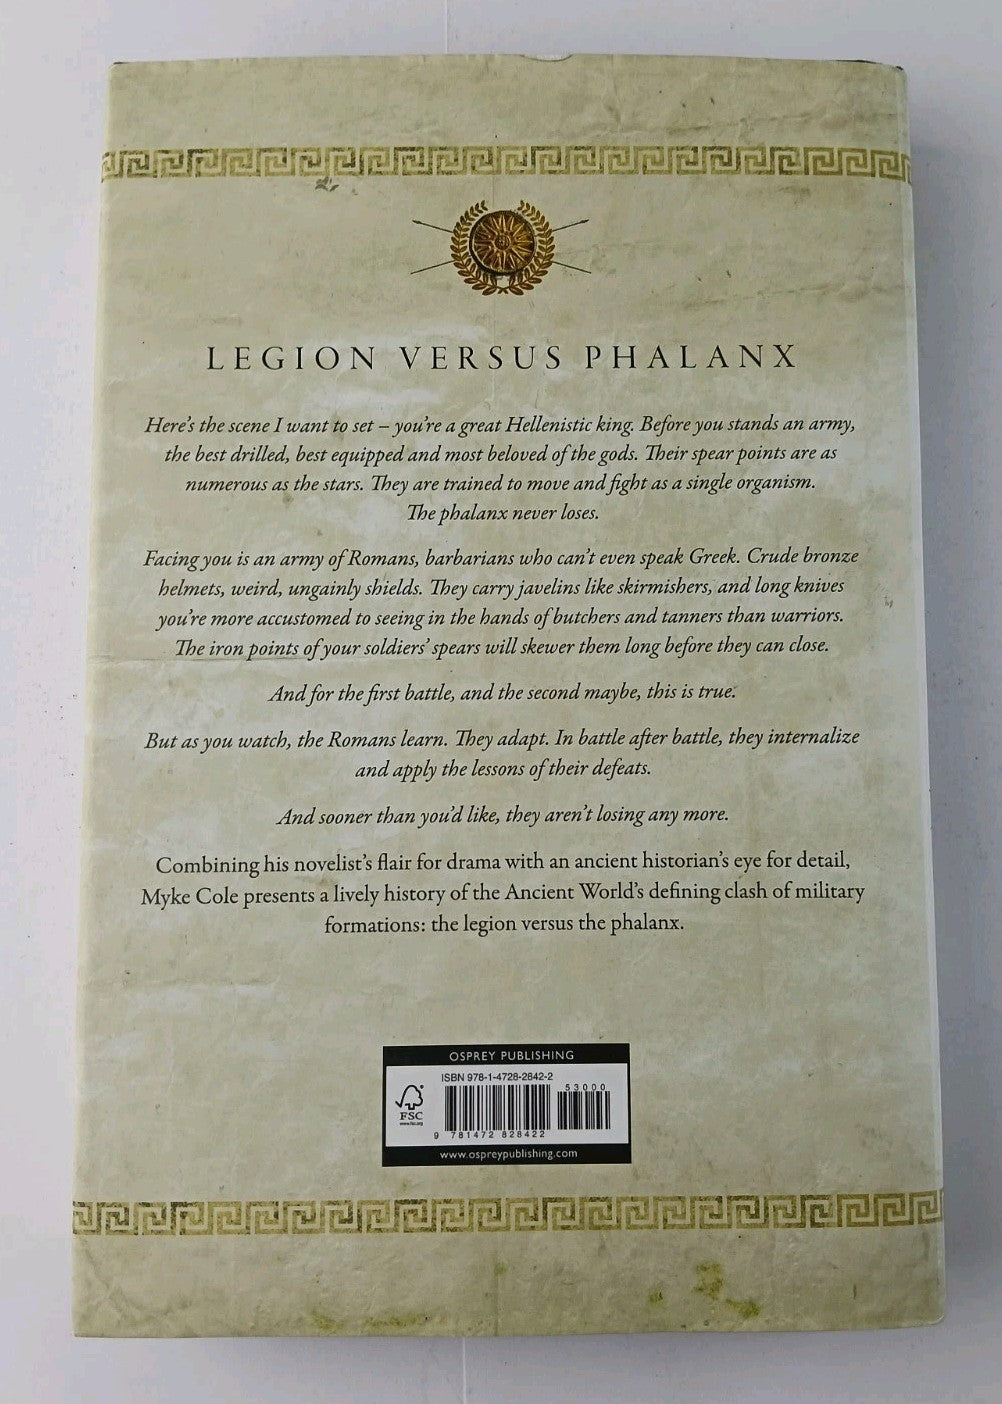 LEGION VERSUS PHALANX
Here's the scene I want to set – you're a great Hellenistic king. Before you stands an army,
the best drilled, best equipped and most beloved of the gods. Their spear points are as
numerous as the stars. They are trained to move and fight as a single organism.
The phalanx never loses.
Facing you is an army of Romans, barbarians who can't even speak Greek. Crude bronze
helmets, weird, ungainly shields. They carry javelins like skirmishers, and long knives
you're more accustomed to seeing in the hands of butchers and tanners than warriors.
The iron points of your soldiers' spears will skewer them long before they can close.
And for the first battle, and the second maybe, this is true.
But as you watch, the Romans learn. They adapt. In battle after battle, they internalize
and apply the lessons of their defeats.
And sooner than you'd like, they aren't losing any more.
Combining his novelist's flair for drama with an ancient historian's eye for detail,
Myke Cole presents a lively history of the Ancient World's defining clash of military
formations: the legion versus the phalanx.
OSPREY PUBLISHING
ISBN 978-1-4728-2842-2
53000
FSC
www.fsc.org
9 781472 828422
www.ospreypublishing.com